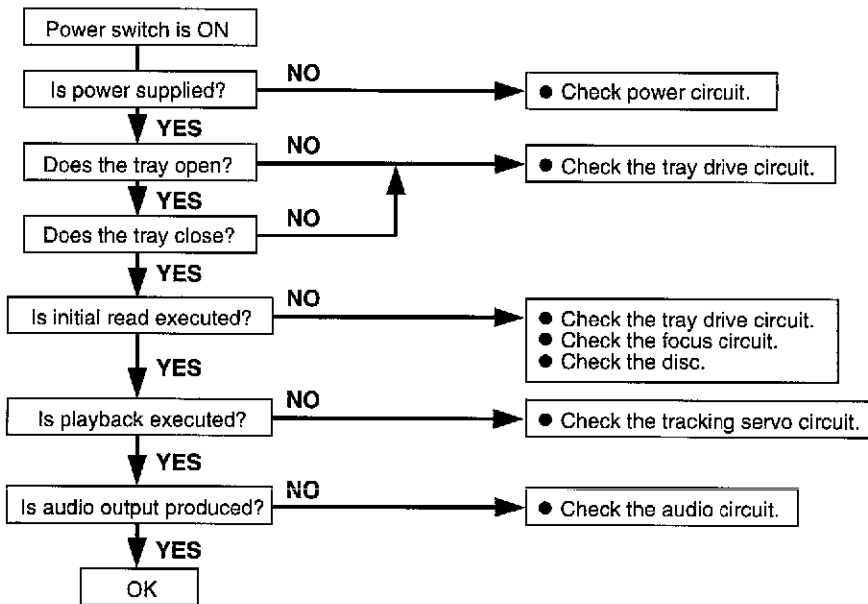 Power switch is ON
Is power supplied?
NO
● Check power circuit.
YES
Does the tray open?
NO
● Check the tray drive circuit.
YES
Does the tray close?
NO
YES
Is initial read executed?
NO
● Check the tray drive circuit.
● Check the focus circuit.
● Check the disc.
YES
Is playback executed?
NO
● Check the tracking servo circuit.
YES
Is audio output produced?
NO
● Check the audio circuit.
YES
OK